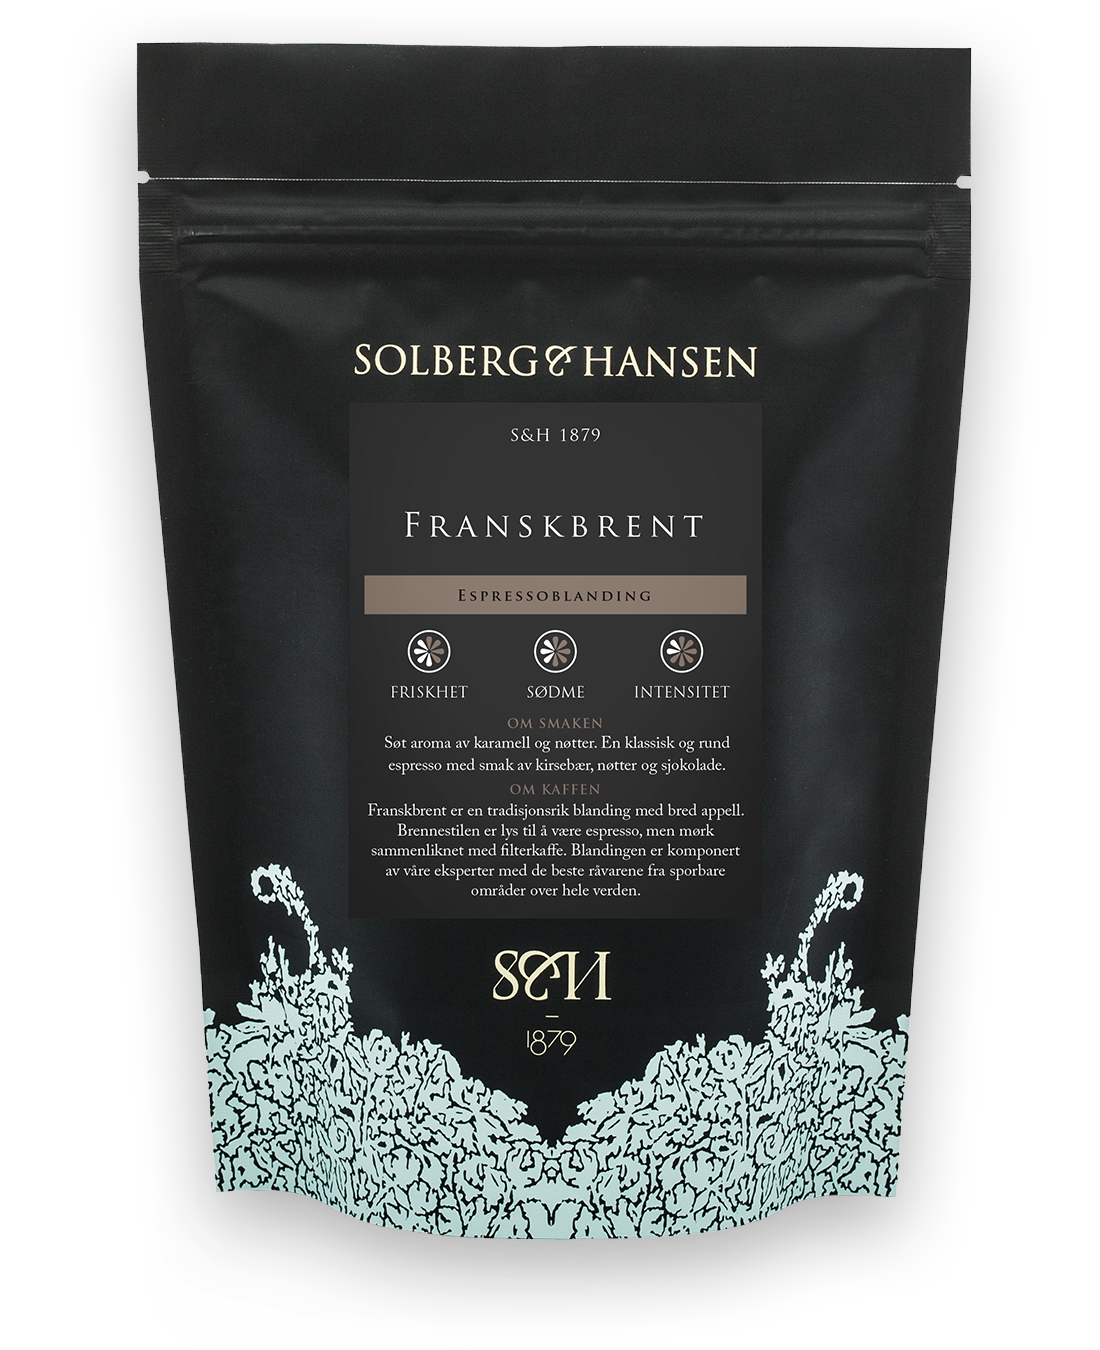 SOLBERG & HANSEN
S&H 1879
FRANSKBRENT
ESPRESSOBLANDING
FRISKHET SØDME INTENSITET
OM SMAKEN
Søt aroma av karamell og nøtter. En klassisk og rund
espresso med smak av kirsebær, nøtter og sjokolade.
OM KAFFEN
Franskbrent er en tradisjonsrik blanding med bred appell.
Brennestilen er lys til å være espresso, men mørk
sammenliknet med filterkaffe. Blandingen er komponert
av våre eksperter med de beste råvarene fra sporbare
områder over hele verden.
S&H
1879